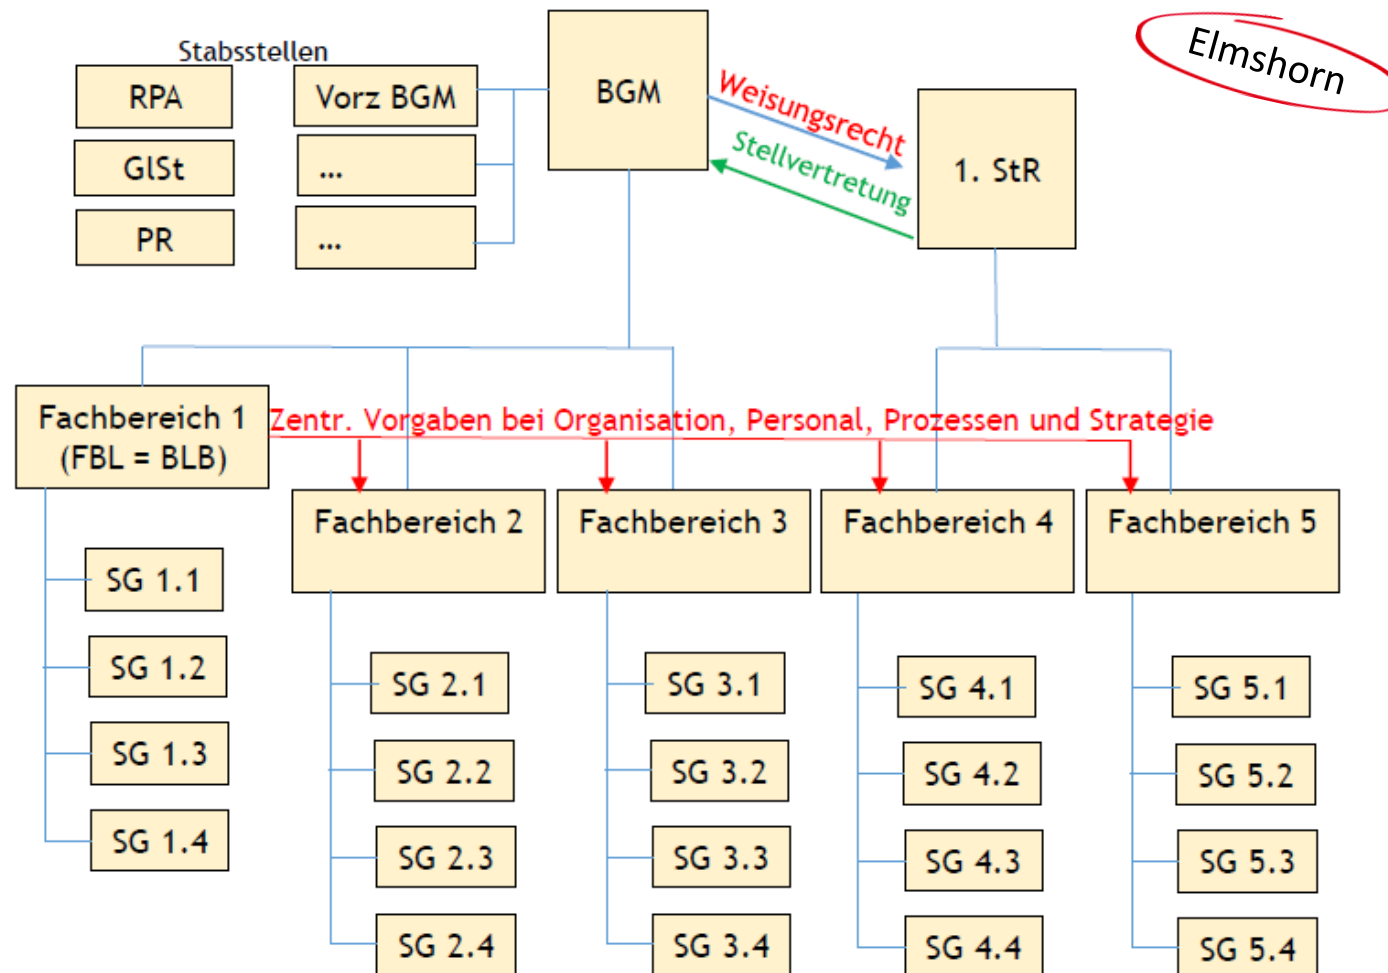 Elmshorn
Stabsstellen
RPA
Vorz BGM
BGM
Weisungsrecht
Stellvertretung
1. StR
GlSt
...
PR
...
Fachbereich 1
(FBL = BLB)
Zentr. Vorgaben bei Organisation, Personal, Prozessen und Strategie
Fachbereich 2
Fachbereich 3
Fachbereich 4
Fachbereich 5
SG 1.1
SG 1.2
SG 1.3
SG 1.4
SG 2.1
SG 2.2
SG 2.3
SG 2.4
SG 3.1
SG 3.2
SG 3.3
SG 3.4
SG 4.1
SG 4.2
SG 4.3
SG 4.4
SG 5.1
SG 5.2
SG 5.3
SG 5.4